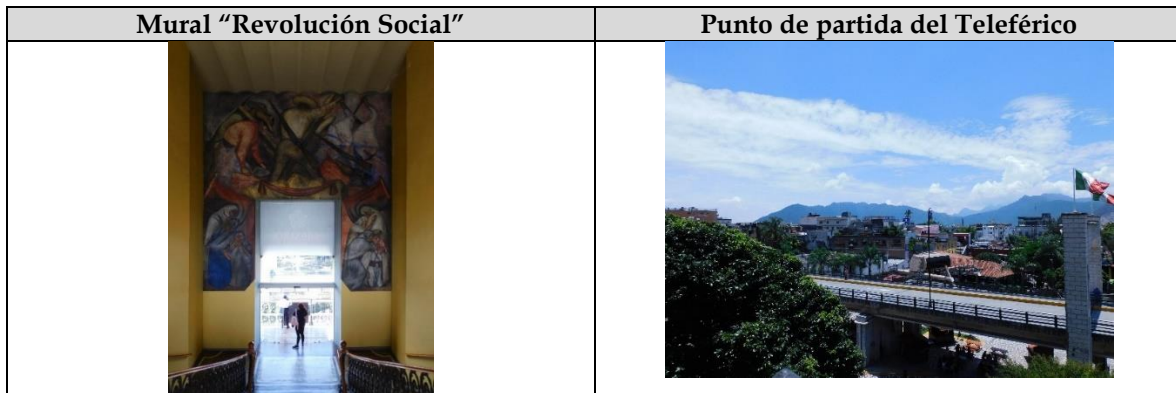 Mural “Revolución Social”
Punto de partida del Teleférico